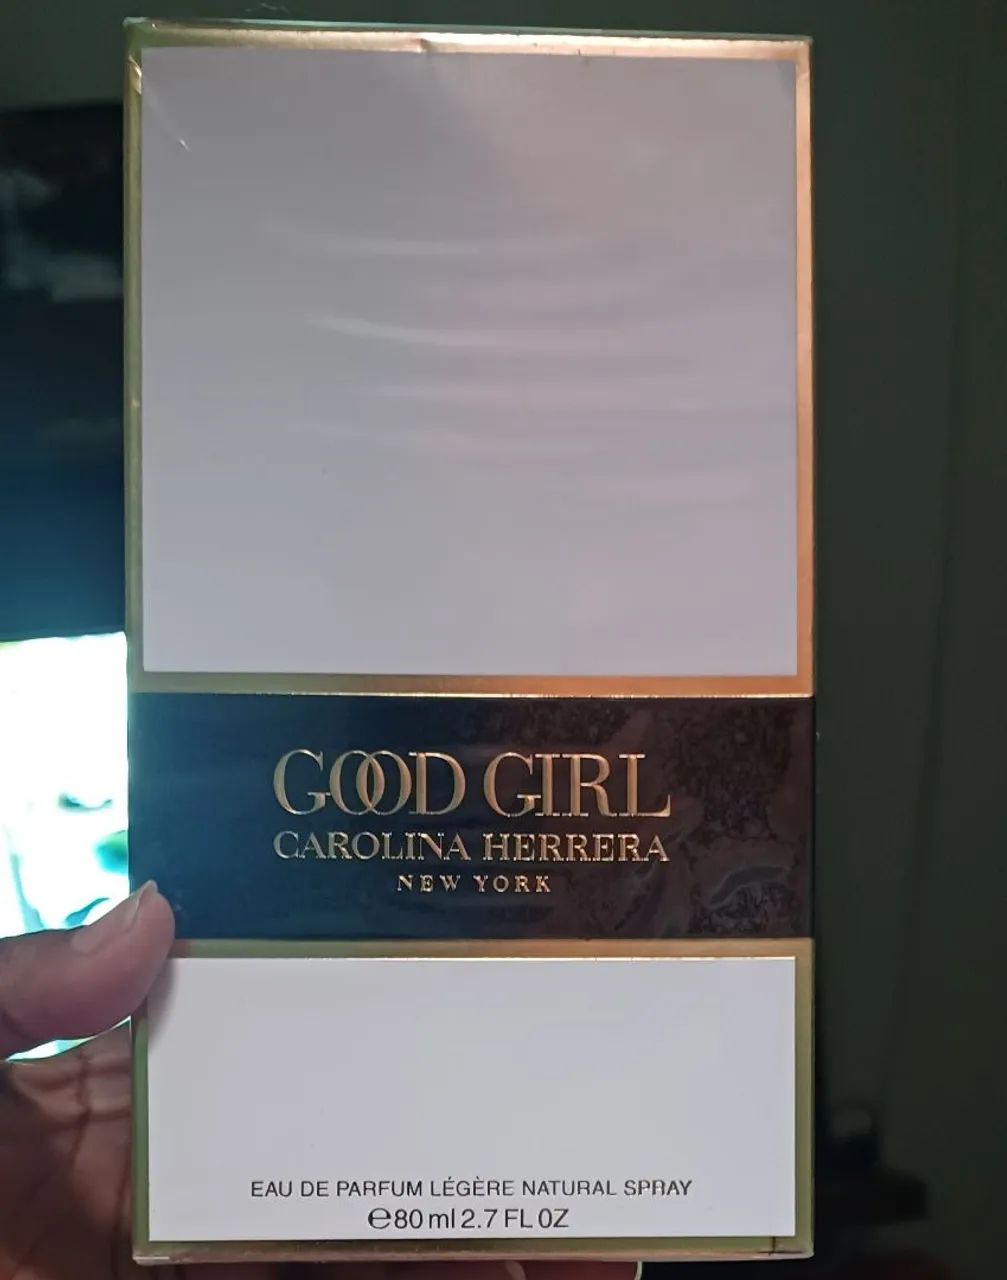 GOOD GIRL
CAROLINA HERRERA
NEW YORK
EAU DE PARFUM LÉGÈRE NATURAL SPRAY
℮80 ml 2.7 FL OZ